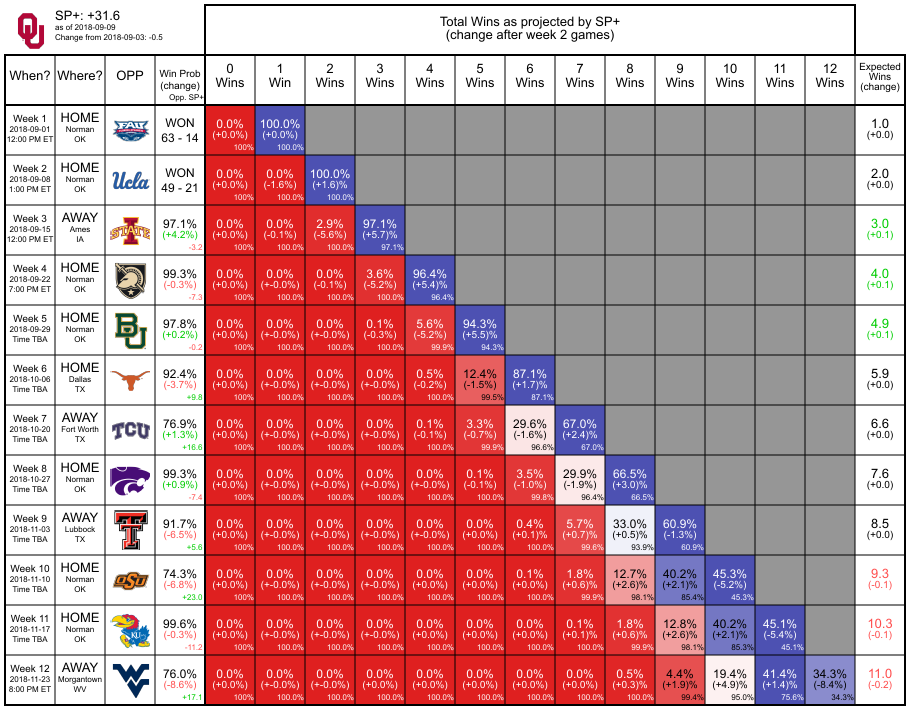 SP+: +31.6
as of 2018-09-09
Change from 2018-09-03: -0.5
Total Wins as projected by SP+
(change after week 2 games)
When? Where? OPP Win Prob (change) Opp. SP+
0 Wins 1 Win 2 Wins 3 Wins 4 Wins 5 Wins 6 Wins 7 Wins 8 Wins 9 Wins 10 Wins 11 Wins 12 Wins
Expected Wins (change)
Week 1 HOME FAU WON 0.0% 100.0% 1.0
2018-09-01 Norman 63 - 14 (+0.0%) (+0.0%) (+0.0)
12:00 PM ET OK 100% 100.0%
Week 2 HOME Ucla WON 0.0% 0.0% 100.0% 2.0
2018-09-08 Norman 49 - 21 (+0.0%) (-1.6%) (+1.6)% (+0.0)
1:00 PM ET OK 100% 100.0% 100.0%
Week 3 AWAY STATE 97.1% 0.0% 0.0% 2.9% 97.1% 3.0
2018-09-15 Ames (+4.2%) (+0.0%) (-0.1%) (-5.6%) (+5.7)% (+0.1)
12:00 PM ET IA -3.2 100% 100.0% 100.0% 97.1%
Week 4 HOME 99.3% 0.0% 0.0% 0.0% 3.6% 96.4% 4.0
2018-09-22 Norman (-0.3%) (+0.0%) (+-0.0%) (-0.1%) (-5.2%) (+5.4)% (+0.1)
7:00 PM ET OK -7.3 100% 100.0% 100.0% 100.0% 96.4%
Week 5 HOME BU 97.8% 0.0% 0.0% 0.0% 0.1% 5.6% 94.3% 4.9
2018-09-29 Norman (+0.2%) (+0.0%) (+-0.0%) (+-0.0%) (-0.3%) (-5.2%) (+5.5)% (+0.1)
Time TBA OK -0.2 100% 100.0% 100.0% 100.0% 99.9% 94.3%
Week 6 HOME 92.4% 0.0% 0.0% 0.0% 0.0% 0.5% 12.4% 87.1% 5.9
2018-10-06 Dallas (-3.7%) (+0.0%) (+-0.0%) (+-0.0%) (+-0.0%) (-0.2%) (-1.5%) (+1.7)% (+0.0)
Time TBA TX +9.8 100% 100.0% 100.0% 100.0% 100.0% 99.5% 87.1%
Week 7 AWAY TCU 76.9% 0.0% 0.0% 0.0% 0.0% 0.1% 3.3% 29.6% 67.0% 6.6
2018-10-20 Fort Worth (+1.3%) (+0.0%) (+-0.0%) (+-0.0%) (+-0.0%) (-0.1%) (-0.7%) (-1.6%) (+2.4)% (+0.0)
Time TBA TX +16.6 100% 100.0% 100.0% 100.0% 100.0% 99.9% 96.6% 67.0%
Week 8 HOME 99.3% 0.0% 0.0% 0.0% 0.0% 0.0% 0.1% 3.5% 29.9% 66.5% 7.6
2018-10-27 Norman (+0.9%) (+0.0%) (+-0.0%) (+-0.0%) (+-0.0%) (+-0.0%) (-0.1%) (-1.0%) (-1.9%) (+3.0)% (+0.0)
Time TBA OK -7.4 100% 100.0% 100.0% 100.0% 100.0% 100.0% 99.8% 96.4% 66.5%
Week 9 AWAY T 91.7% 0.0% 0.0% 0.0% 0.0% 0.0% 0.0% 0.4% 5.7% 33.0% 60.9% 8.5
2018-11-03 Lubbock (-6.5%) (+0.0%) (+-0.0%) (+-0.0%) (+-0.0%) (+-0.0%) (+-0.0%) (+0.1%) (+0.7%) (+0.5)% (-1.3%) (+0.0)
Time TBA TX +5.6 100% 100.0% 100.0% 100.0% 100.0% 100.0% 100.0% 99.6% 93.9% 60.9%
Week 10 HOME OSU 74.3% 0.0% 0.0% 0.0% 0.0% 0.0% 0.0% 0.1% 1.8% 12.7% 40.2% 45.3% 9.3
2018-11-10 Norman (-6.8%) (+0.0%) (+-0.0%) (+-0.0%) (+-0.0%) (+-0.0%) (+-0.0%) (+-0.0%) (+0.6)% (+2.6)% (+2.1)% (-5.2%) (-0.1)
Time TBA OK +23.0 100% 100.0% 100.0% 100.0% 100.0% 100.0% 100.0% 99.9% 98.1% 85.4% 45.3%
Week 11 HOME KU 99.6% 0.0% 0.0% 0.0% 0.0% 0.0% 0.0% 0.0% 0.1% 1.8% 12.8% 40.2% 45.1% 10.3
2018-11-17 Norman (-0.3%) (+0.0%) (+-0.0%) (+-0.0%) (+-0.0%) (+-0.0%) (+-0.0%) (+-0.0%) (+0.1)% (+0.6)% (+2.6)% (+2.1)% (-5.4%) (-0.1)
Time TBA OK -11.2 100% 100.0% 100.0% 100.0% 100.0% 100.0% 100.0% 100.0% 99.9% 98.1% 85.3% 45.1%
Week 12 AWAY WV 76.0% 0.0% 0.0% 0.0% 0.0% 0.0% 0.0% 0.0% 0.0% 0.5% 4.4% 19.4% 41.4% 34.3% 11.0
2018-11-23 Morgantown (-8.6%) (+0.0%) (+-0.0%) (+-0.0%) (+-0.0%) (+-0.0%) (+-0.0%) (+-0.0%) (+-0.0%) (+0.3)% (+1.9)% (+4.9)% (+1.4)% (-8.4%) (-0.2)
8:00 PM ET WV +17.1 100% 100.0% 100.0% 100.0% 100.0% 100.0% 100.0% 100.0% 100.0% 99.4% 95.0% 75.6% 34.3%